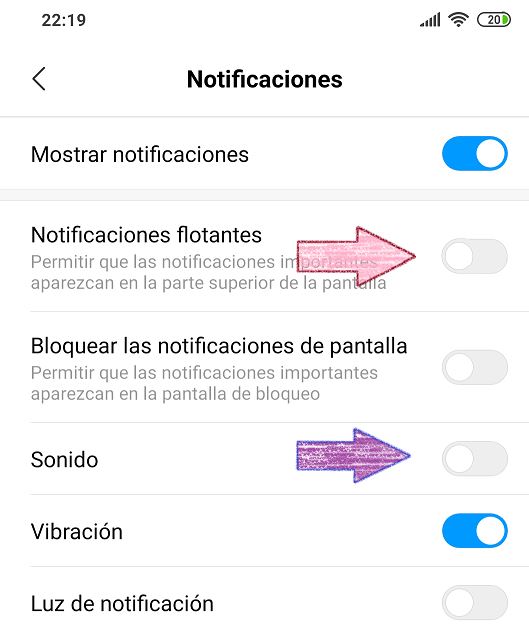 22:19
20
Notificaciones
Mostrar notificaciones
Notificaciones flotantes
Permitir que las notificaciones importantes
aparezcan en la parte superior de la pantalla
Bloquear las notificaciones de pantalla
Permitir que las notificaciones importantes
aparezcan en la pantalla de bloqueo
Sonido
Vibración
Luz de notificación